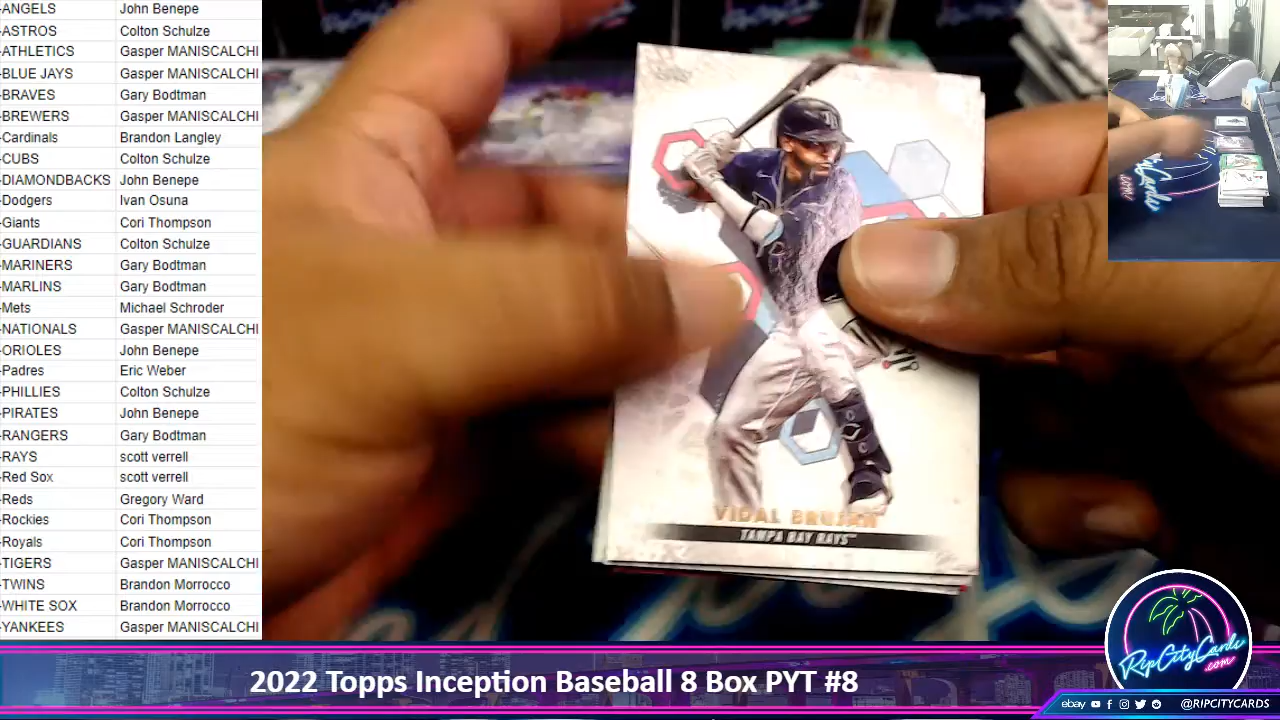 -ANGELS John Benepe
-ASTROS Colton Schulze
-ATHLETICS Gasper MANISCALCHI
-BLUE JAYS Gasper MANISCALCHI
-BRAVES Gary Bodtman
-BREWERS Gasper MANISCALCHI
-Cardinals Brandon Langley
-CUBS Colton Schulze
-DIAMONDBACKS John Benepe
-Dodgers Ivan Osuna
-Giants Cori Thompson
-GUARDIANS Colton Schulze
-MARINERS Gary Bodtman
-MARLINS Gary Bodtman
-Mets Michael Schroder
-NATIONALS Gasper MANISCALCHI
-ORIOLES John Benepe
-Padres Eric Weber
-PHILLIES Colton Schulze
-PIRATES John Benepe
-RANGERS Gary Bodtman
-RAYS scott verrell
-Red Sox scott verrell
-Reds Gregory Ward
-Rockies Cori Thompson
-Royals Cori Thompson
-TIGERS Gasper MANISCALCHI
-TWINS Brandon Morrocco
-WHITE SOX Brandon Morrocco
-YANKEES Gasper MANISCALCHI
VIDAL BRUJÁN
TAMPA BAY RAYS™
2022 Topps Inception Baseball 8 Box PYT #8
RipCityCards
.com
ebay @RIPCITYCARDS